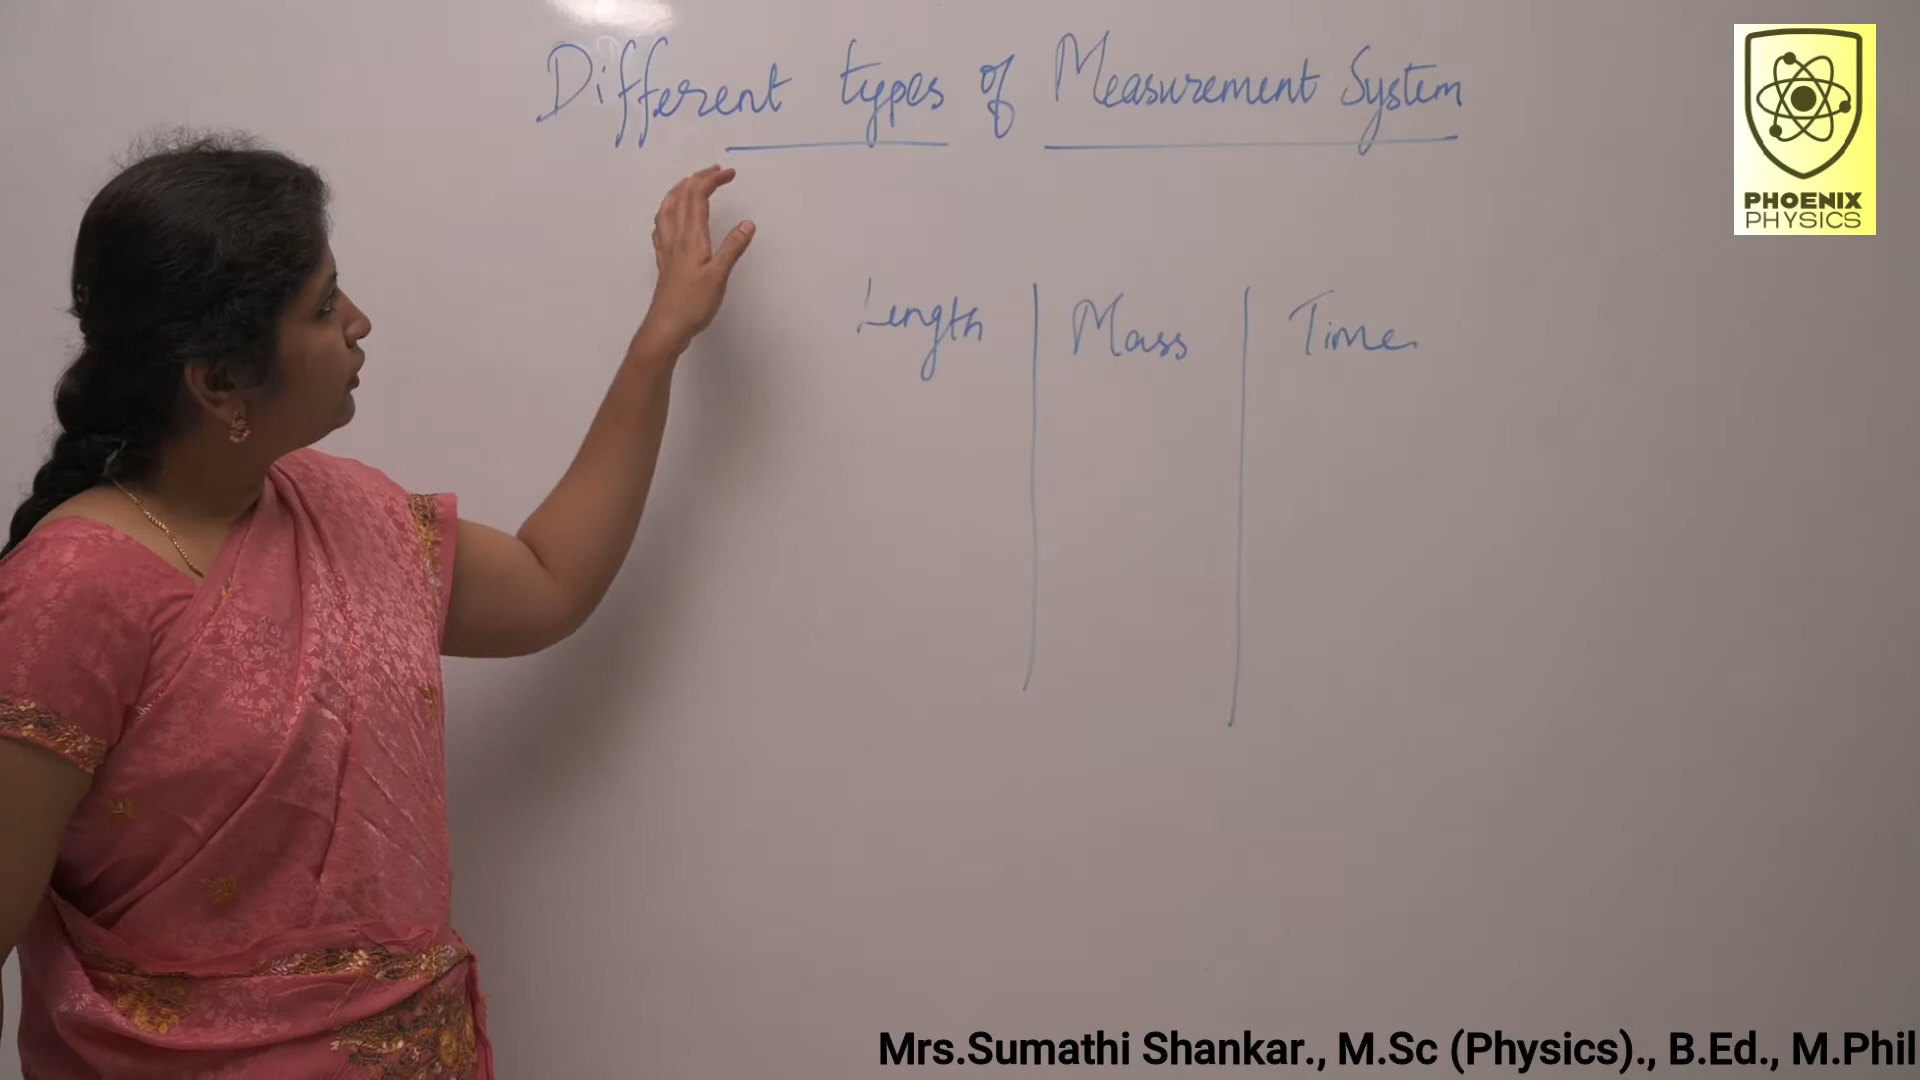 Different types of Measurement System
PHOENIX
PHYSICS
Length Mass Time
Mrs.Sumathi Shankar., M.Sc (Physics)., B.Ed., M.Phil